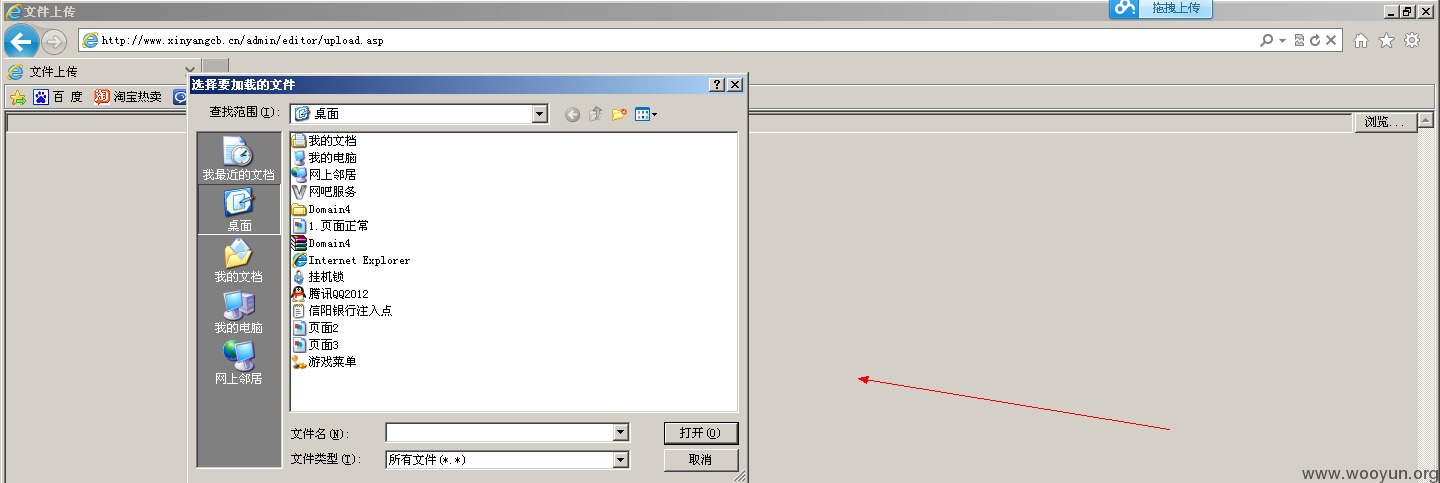 文件上传
拖拽上传
http://www.xinyangcb.cn/admin/editor/upload.asp
文件上传
百 度
淘宝热卖
选择要加载的文件
查找范围(I):
桌面
浏览...
我最近的文档
桌面
我的文档
我的电脑
网上邻居
我的文档
我的电脑
网上邻居
网吧服务
Domain4
1.页面正常
Domain4
Internet Explorer
挂机锁
腾讯QQ2012
信阳银行注入点
页面2
页面3
游戏菜单
文件名(N):
打开(O)
文件类型(T):
所有文件(*.*)
取消
www.wooyun.org